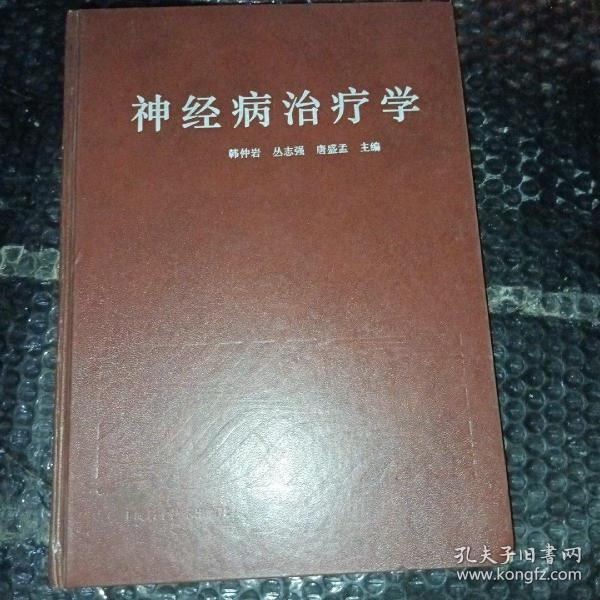 神经病治疗学
韩仲岩 丛志强 唐盛孟 主编
孔夫子旧书网
www.kongfz.com